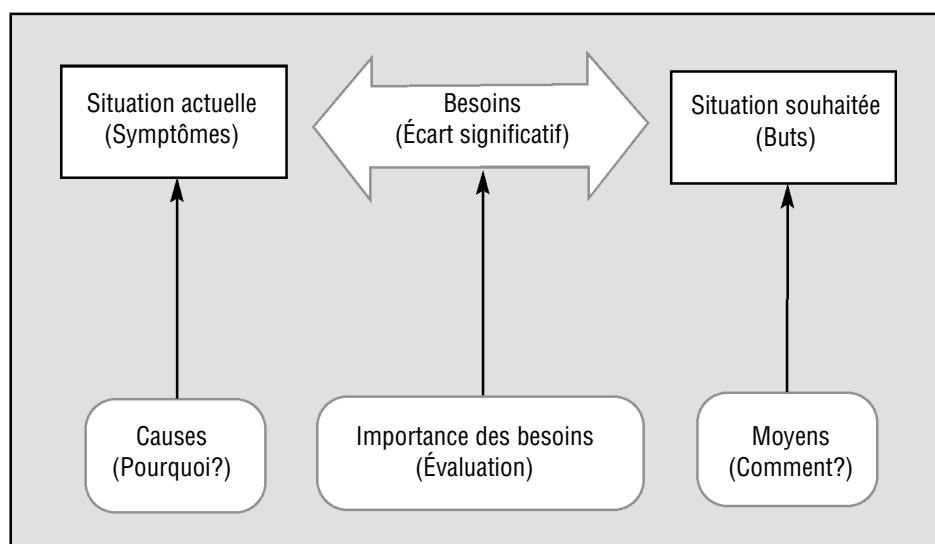 Situation actuelle
(Symptômes)
Besoins
(Écart significatif)
Situation souhaitée
(Buts)
Causes
(Pourquoi?)
Importance des besoins
(Évaluation)
Moyens
(Comment?)